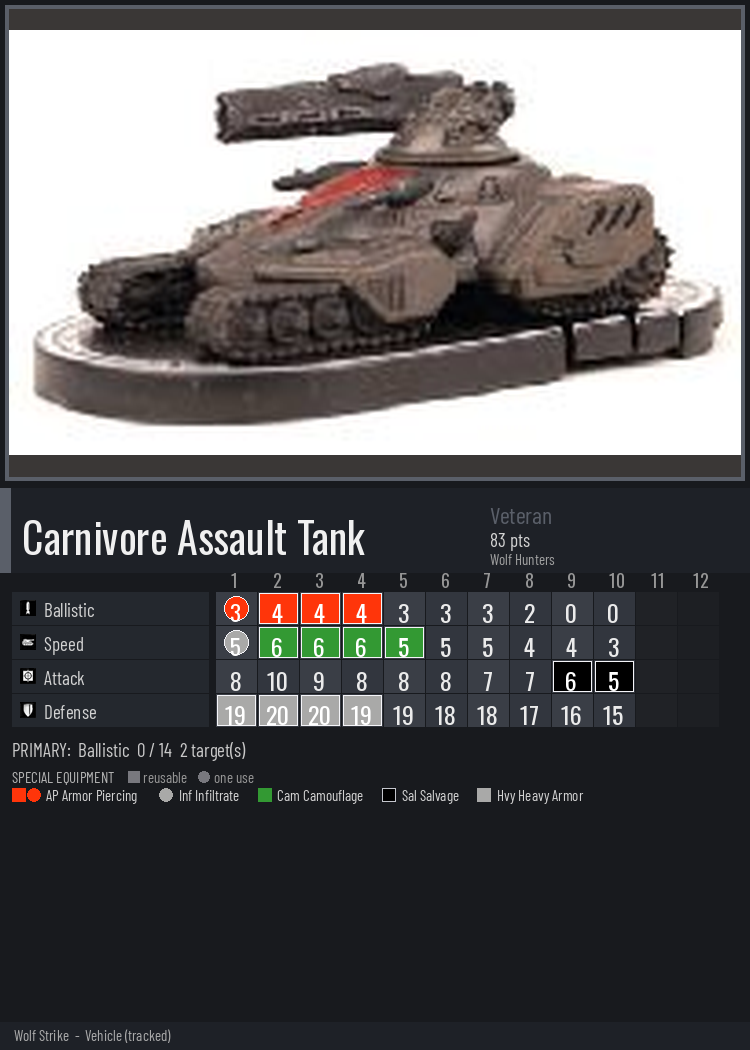 Carnivore Assault Tank
Veteran
83 pts
Wolf Hunters
1 2 3 4 5 6 7 8 9 10 11 12
Ballistic 3 4 4 4 3 3 3 2 0 0
Speed 5 6 6 6 5 5 5 4 4 3
Attack 8 10 9 8 8 8 7 7 6 5
Defense 19 20 20 19 19 18 18 17 16 15
PRIMARY: Ballistic 0 / 14 2 target(s)
SPECIAL EQUIPMENT reusable one use
AP Armor Piercing Inf Infiltrate Cam Camouflage Sal Salvage Hvy Heavy Armor
Wolf Strike - Vehicle (tracked)